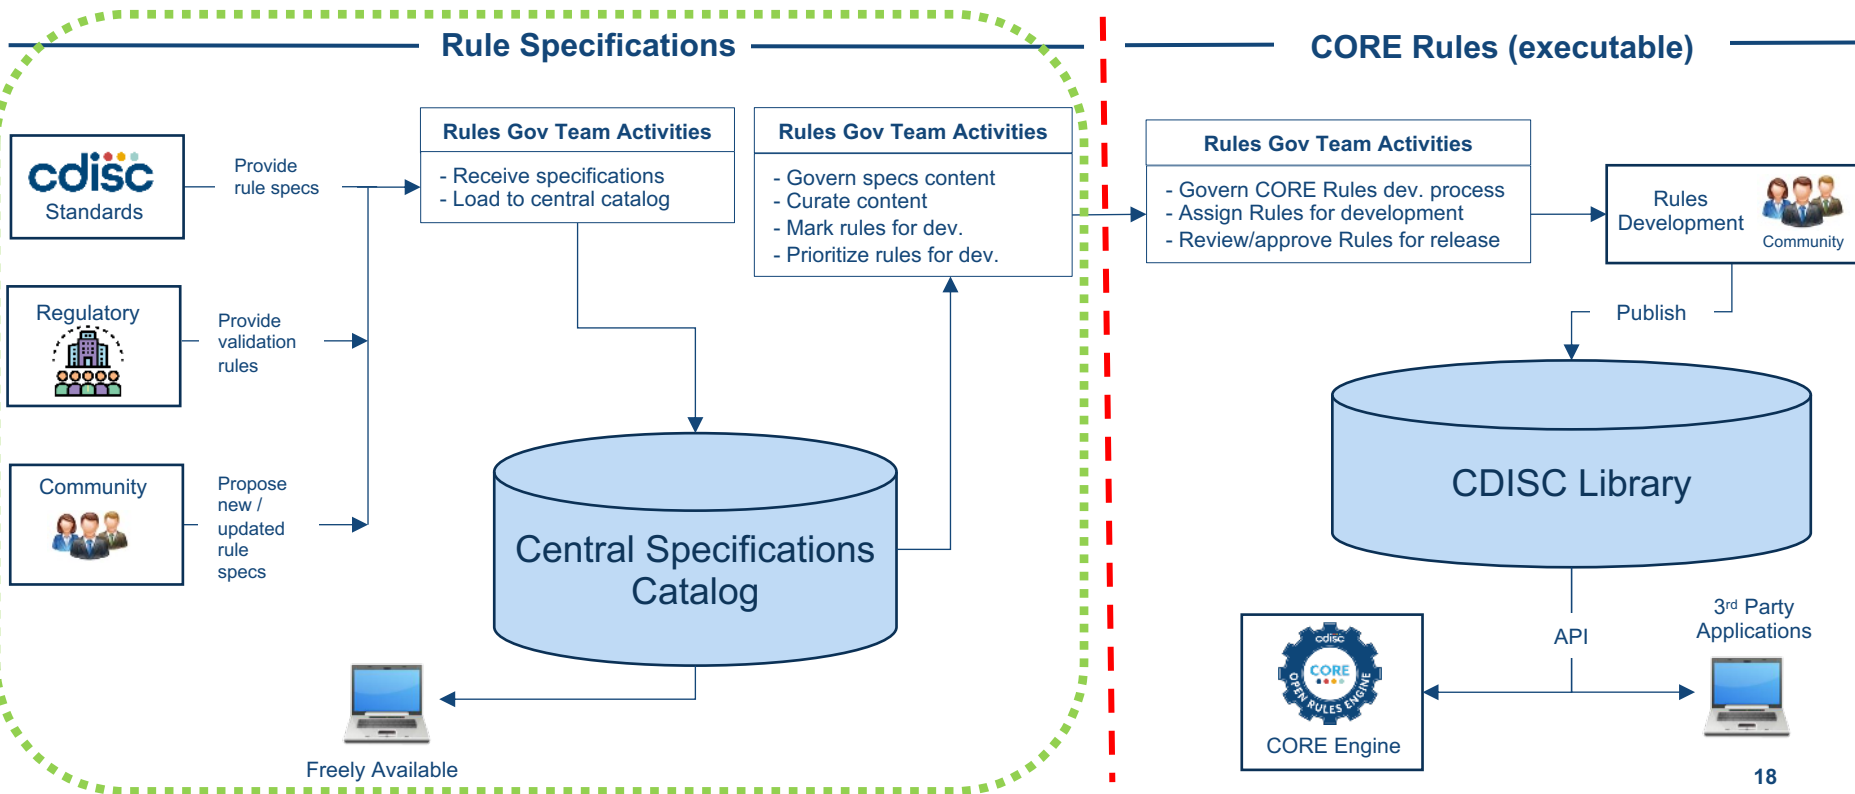 Rule Specifications
CORE Rules (executable)
cdisc
Standards
Provide
rule specs
Rules Gov Team Activities
- Receive specifications
- Load to central catalog
Rules Gov Team Activities
- Govern specs content
- Curate content
- Mark rules for dev.
- Prioritize rules for dev.
Rules Gov Team Activities
- Govern CORE Rules dev. process
- Assign Rules for development
- Review/approve Rules for release
Rules
Development
Community
Regulatory
Provide
validation
rules
Publish
Community
Propose
new /
updated
rule
specs
Central Specifications
Catalog
CDISC Library
Freely Available
API
3rd Party
Applications
cdisc
CORE
OPEN RULES ENGINE
CORE Engine
18